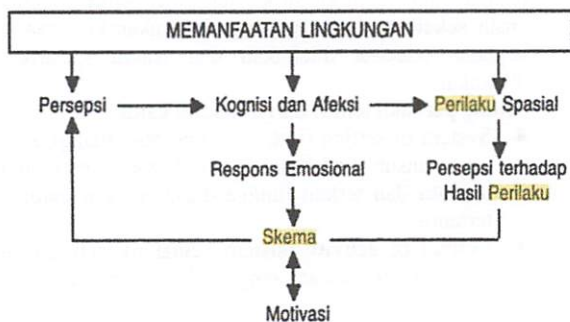 MEMANFAATAN LINGKUNGAN
Persepsi
Kognisi dan Afeksi
Perilaku Spasial
Respons Emosional
Persepsi terhadap
Hasil Perilaku
Skema
Motivasi